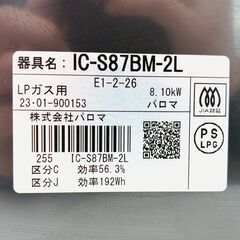 器具名: IC-S87BM-2L
E1-2-26
LPガス用 8.10kW
23·01-900153 パロマ
株式会社パロマ
JIA認証
PS
LPG
255 IC-S87BM-2L
区分C 効率56.3%
区分J 効率192Wh